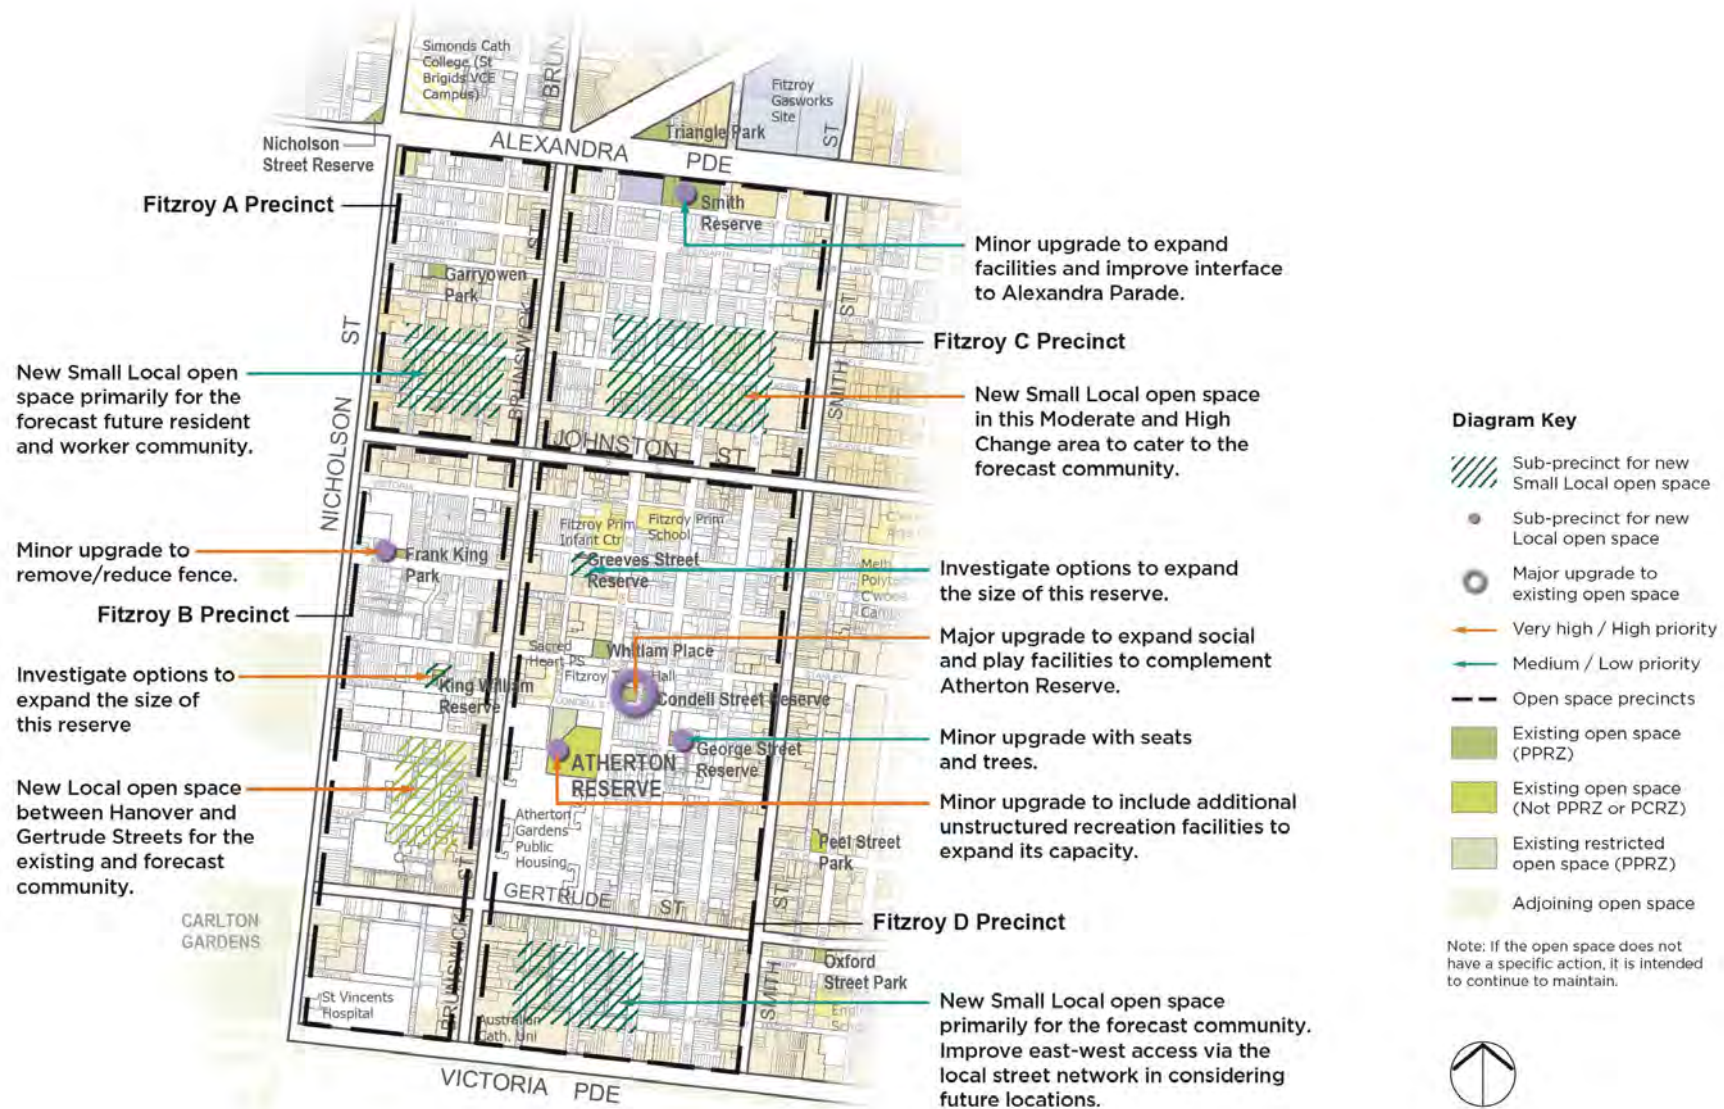 Simonds Cath
College (St
Brigids VCE
Campus)
BRUN
Fitzroy
Gasworks
Site
ST
Triangle Park
Nicholson
Street Reserve
ALEXANDRA PDE
Fitzroy A Precinct
Smith
Reserve
ST
Garryowen
Park
BRUNSWICK
Minor upgrade to expand
facilities and improve interface
to Alexandra Parade.
ST
ST
Fitzroy C Precinct
New Small Local open
space primarily for the
forecast future resident
and worker community.
New Small Local open space
in this Moderate and High
Change area to cater to the
forecast community.
SMITH
NICHOLSON
JOHNSTON ST
VICTORIA
Fitzroy Prim
Infant Ctr
Fitzroy Prim
School
Minor upgrade to
remove/reduce fence.
Frank King
Park
Greeves Street
Reserve
Investigate options to expand
the size of this reserve.
Fitzroy B Precinct
Sacred
Heart PS
Whitlam Place
Major upgrade to expand social
and play facilities to complement
Atherton Reserve.
Investigate options to
expand the size of
this reserve
King William
Reserve
Condell Street Reserve
CONDELL ST
George Street
Reserve
Minor upgrade with seats
and trees.
ATHERTON
RESERVE
New Local open space
between Hanover and
Gertrude Streets for the
existing and forecast
community.
Minor upgrade to include additional
unstructured recreation facilities to
expand its capacity.
Atherton
Gardens
Public
Housing
Peel Street
Park
ST
GERTRUDE ST
ST
Fitzroy D Precinct
CARLTON
GARDENS
BRUNSWICK
SMITH
Oxford
Street Park
St Vincents
Hospital
Australian
Cath. Uni
New Small Local open space
primarily for the forecast community.
Improve east-west access via the
local street network in considering
future locations.
VICTORIA PDE
Diagram Key
Sub-precinct for new
Small Local open space
Sub-precinct for new
Local open space
Major upgrade to
existing open space
Very high / High priority
Medium / Low priority
Open space precincts
Existing open space
(PPRZ)
Existing open space
(Not PPRZ or PCRZ)
Existing restricted
open space (PPRZ)
Adjoining open space
Note: If the open space does not
have a specific action, it is intended
to continue to maintain.